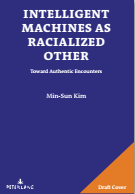 INTELLIGENT
MACHINES AS
RACIALIZED
OTHER
Toward Authentic Encounters
Min-Sun Kim
PETER LANG
Draft Cover